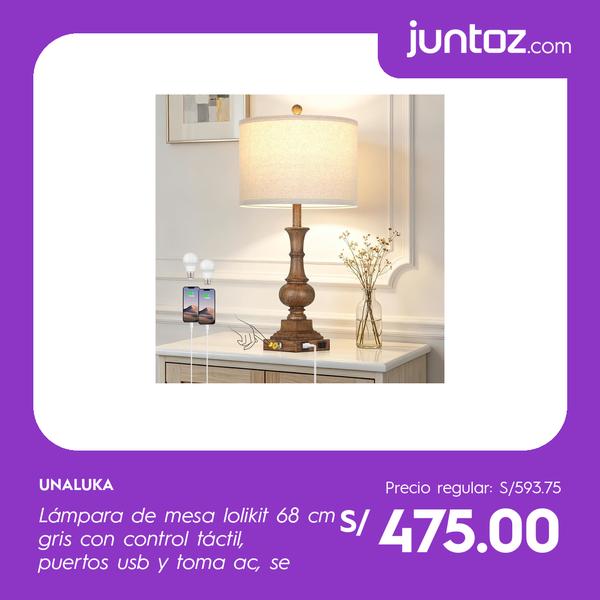 juntoz.com
UNALUKA
Lámpara de mesa lolikit 68 cm
gris con control táctil,
puertos usb y toma ac, se
Precio regular: S/593.75
S/ 475.00